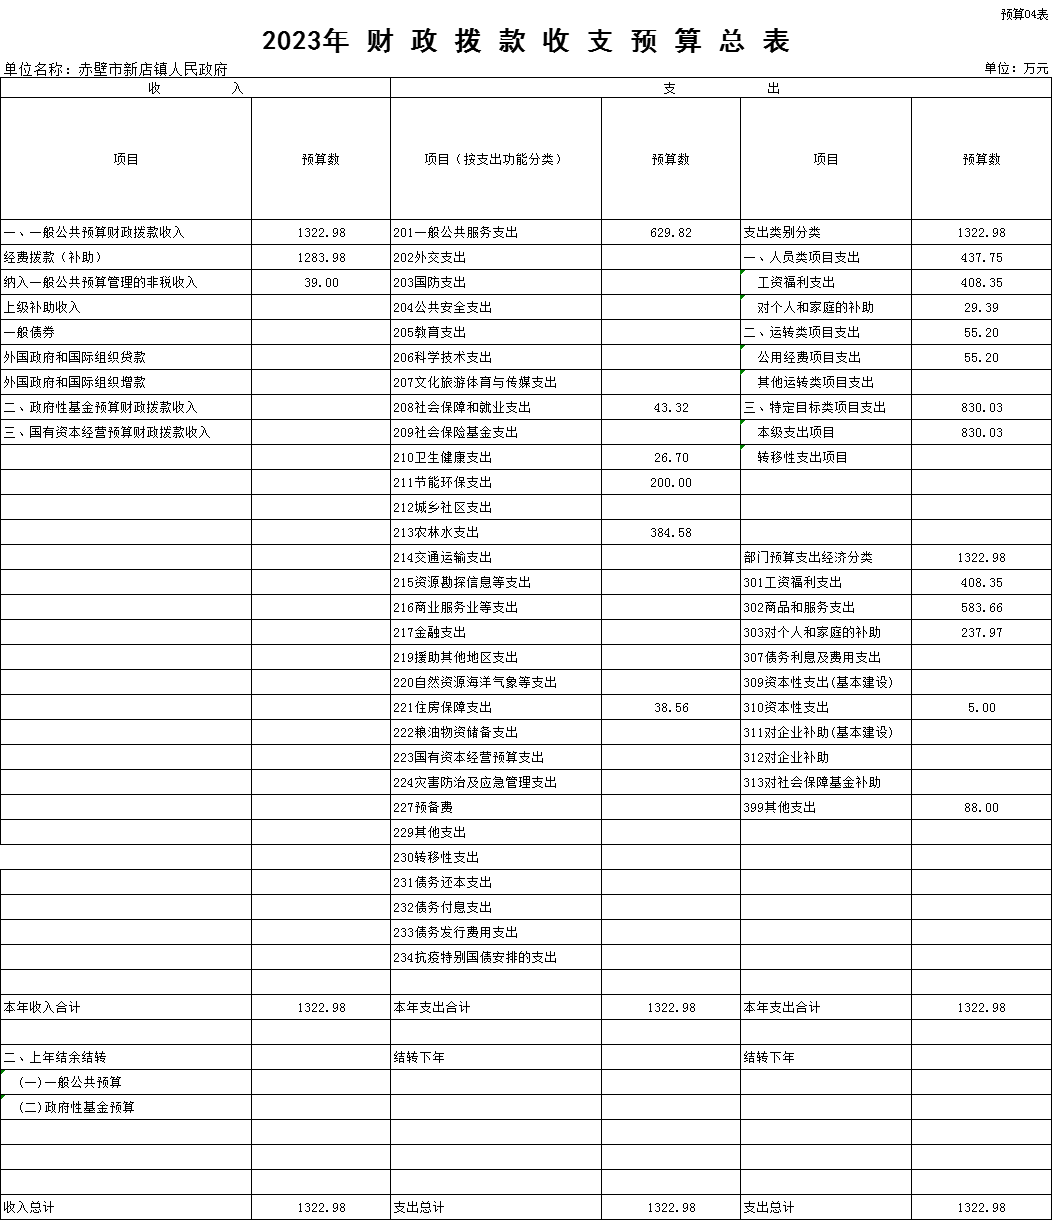 预算04表
2023年 财 政 拨 款 收 支 预 算 总 表
单位名称：赤壁市新店镇人民政府 单位：万元
收 入 支 出
项目 预算数 项目（按支出功能分类） 预算数 项目 预算数
一、一般公共预算财政拨款收入 1322.98 201一般公共服务支出 629.82 支出类别分类 1322.98
经费拨款（补助） 1283.98 202外交支出 一、人员类项目支出 437.75
纳入一般公共预算管理的非税收入 39.00 203国防支出 工资福利支出 408.35
上级补助收入 204公共安全支出 对个人和家庭的补助 29.39
一般债券 205教育支出 二、运转类项目支出 55.20
外国政府和国际组织贷款 206科学技术支出 公用经费项目支出 55.20
外国政府和国际组织增款 207文化旅游体育与传媒支出 其他运转类项目支出
二、政府性基金预算财政拨款收入 208社会保障和就业支出 43.32 三、特定目标类项目支出 830.03
三、国有资本经营预算财政拨款收入 209社会保险基金支出 本级支出项目 830.03
210卫生健康支出 26.70 转移性支出项目
211节能环保支出 200.00
212城乡社区支出
213农林水支出 384.58
214交通运输支出 部门预算支出经济分类 1322.98
215资源勘探信息等支出 301工资福利支出 408.35
216商业服务业等支出 302商品和服务支出 583.66
217金融支出 303对个人和家庭的补助 237.97
219援助其他地区支出 307债务利息及费用支出
220自然资源海洋气象等支出 309资本性支出(基本建设)
221住房保障支出 38.56 310资本性支出 5.00
222粮油物资储备支出 311对企业补助(基本建设)
223国有资本经营预算支出 312对企业补助
224灾害防治及应急管理支出 313对社会保障基金补助
227预备费 399其他支出 88.00
229其他支出
230转移性支出
231债务还本支出
232债务付息支出
233债务发行费用支出
234抗疫特别国债安排的支出
本年收入合计 1322.98 本年支出合计 1322.98 本年支出合计 1322.98
二、上年结余结转 结转下年 结转下年
(一)一般公共预算
(二)政府性基金预算
收入总计 1322.98 支出总计 1322.98 支出总计 1322.98